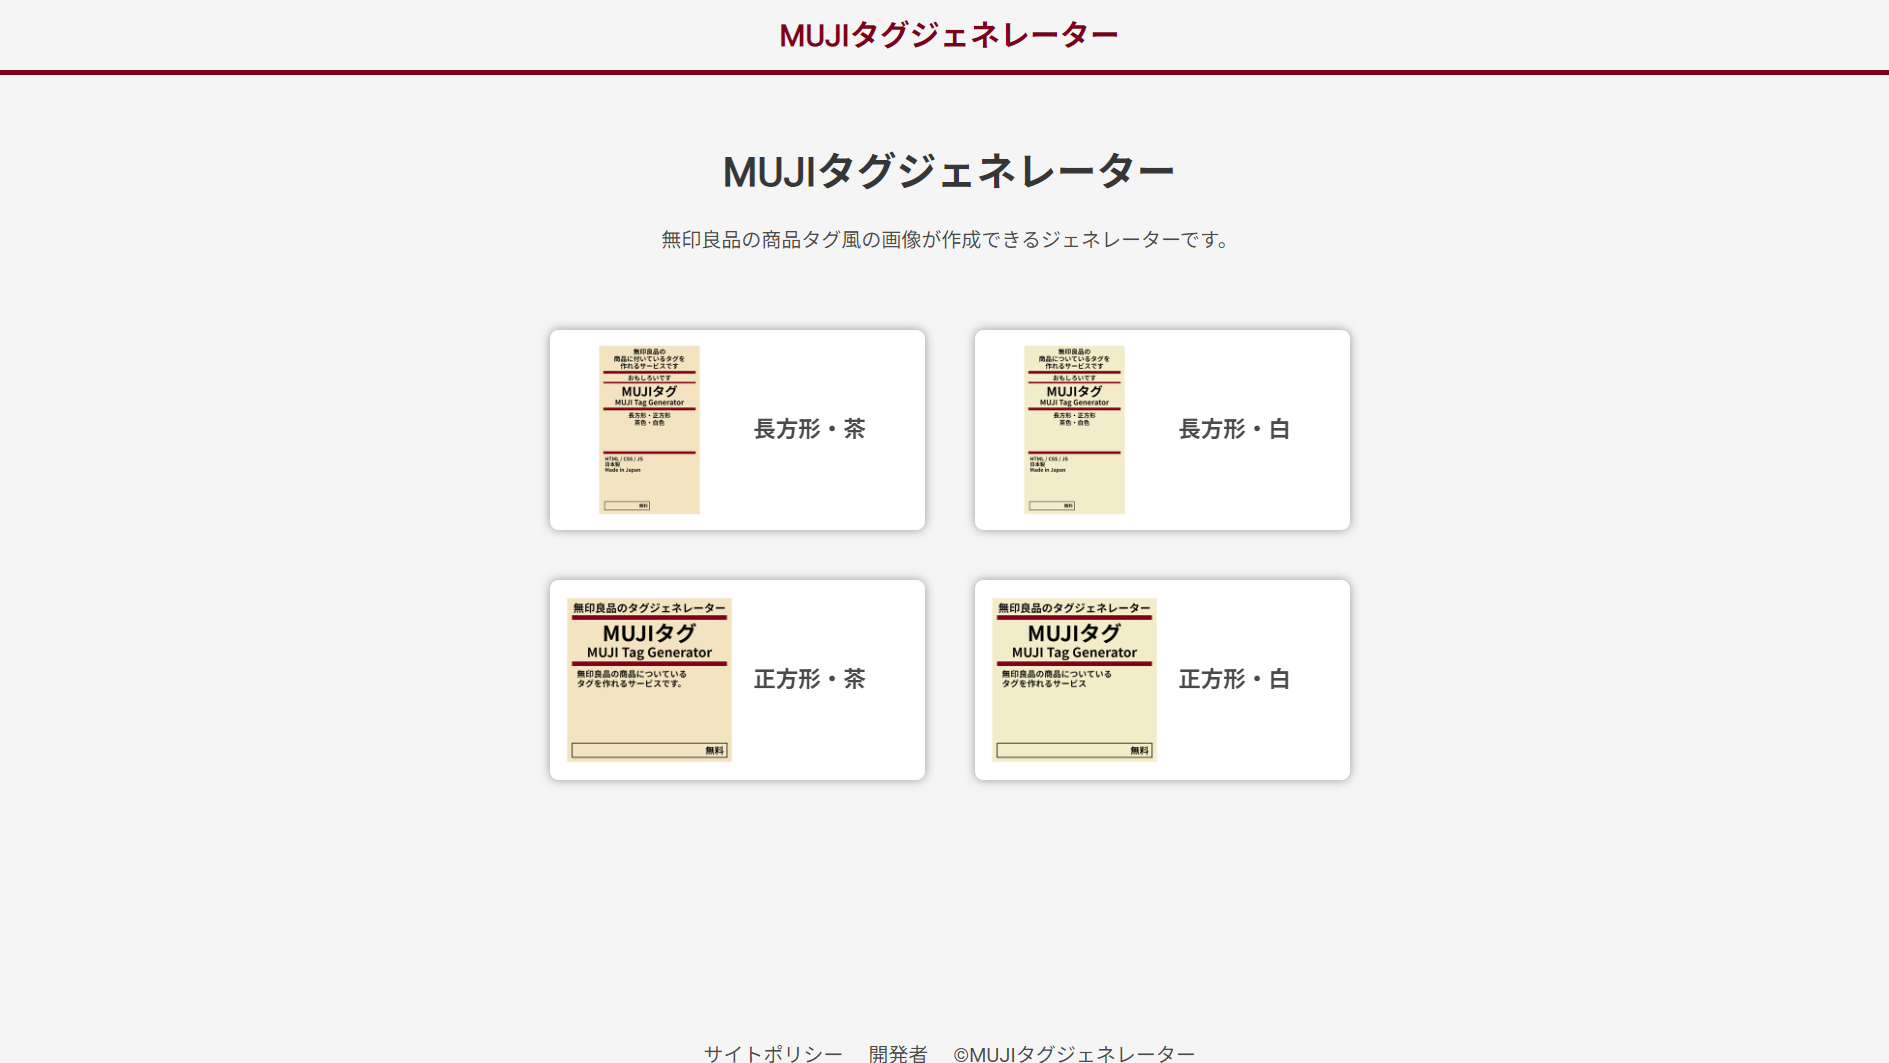 MUJIタグジェネレーター
MUJIタグジェネレーター
無印良品の商品タグ風の画像が作成できるジェネレーターです。
無印良品の
商品に付いているタグを
作れるサービスです
おもしろいです
MUJIタグ
MUJI Tag Generator
長方形・正方形
茶色・白色
HTML / CSS / JS
日本製
Made in Japan
無料
長方形・茶
無印良品の
商品についているタグを
作れるサービスです
おもしろいです
MUJIタグ
MUJI Tag Generator
長方形・正方形
茶色・白色
HTML / CSS / JS
日本製
Made in Japan
無料
長方形・白
無印良品のタグジェネレーター
MUJIタグ
MUJI Tag Generator
無印良品の商品についている
タグを作れるサービスです。
無料
正方形・茶
無印良品のタグジェネレーター
MUJIタグ
MUJI Tag Generator
無印良品の商品についている
タグを作れるサービス
無料
正方形・白
サイトポリシー 開発者 ©MUJIタグジェネレーター